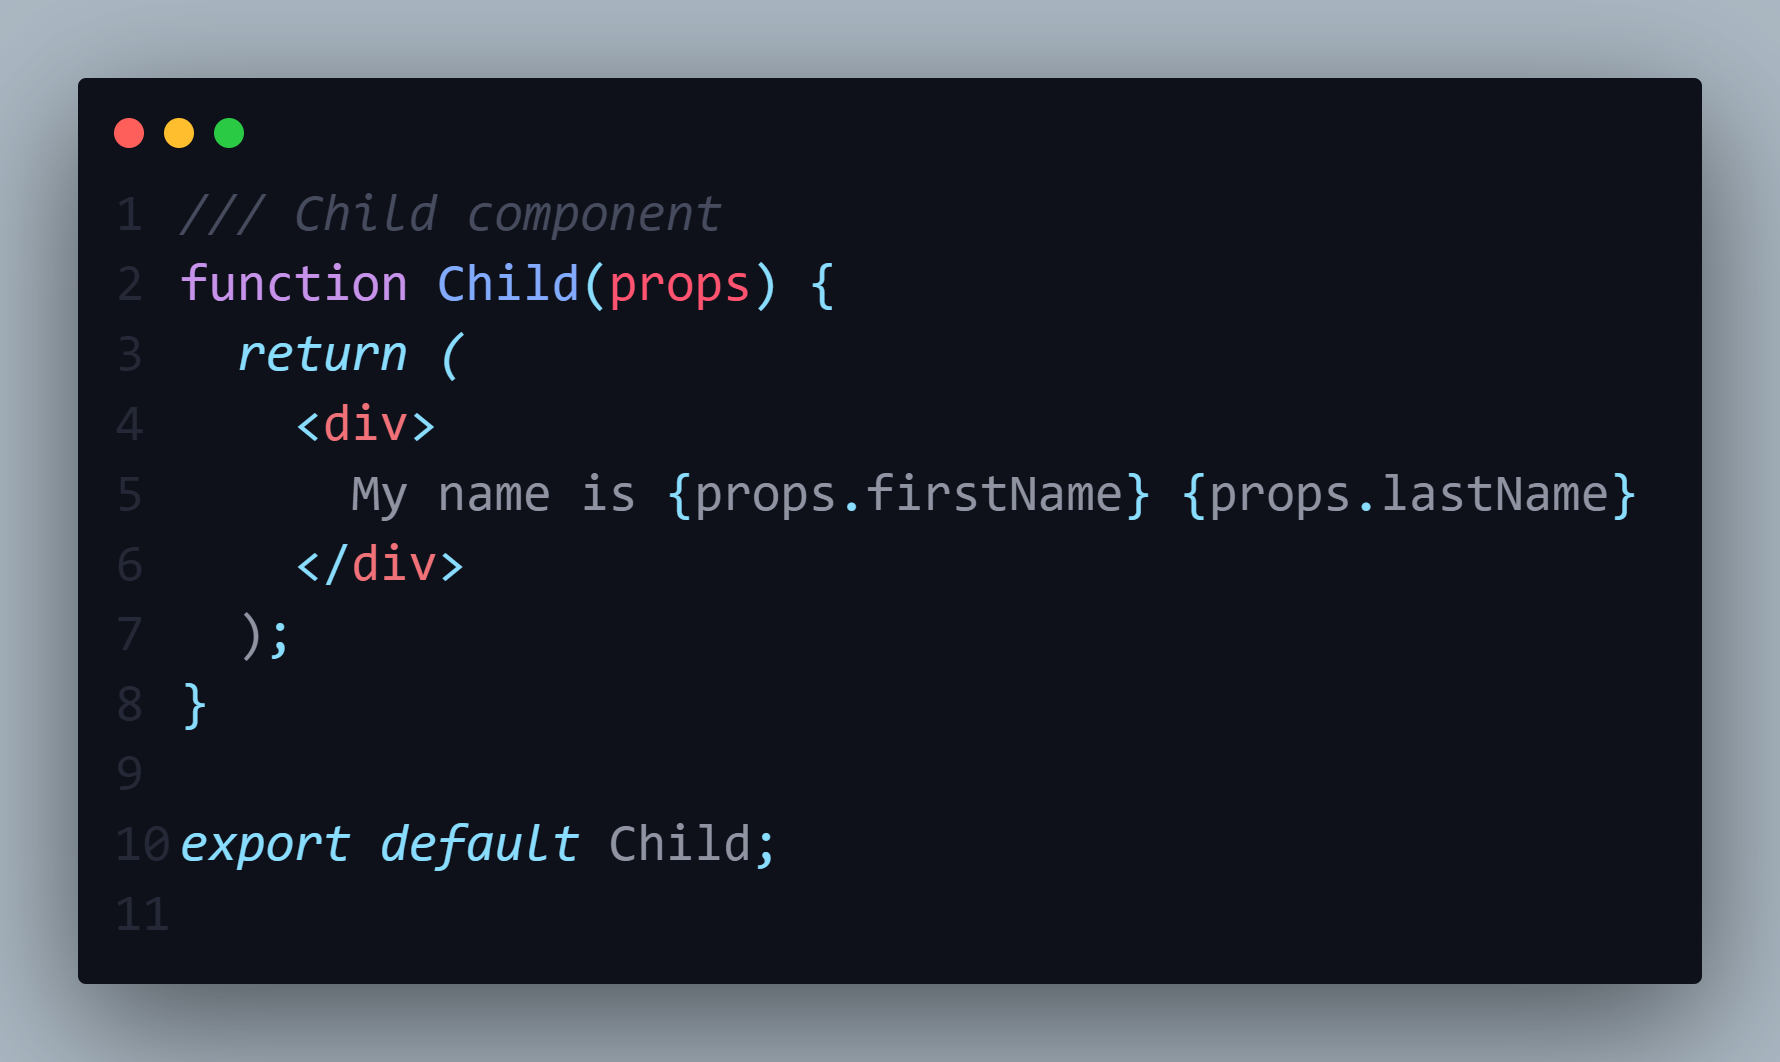 1 /// Child component
2 function Child(props) {
3   return (
4     <div>
5       My name is {props.firstName} {props.lastName}
6     </div>
7   );
8 }
9
10 export default Child;
11